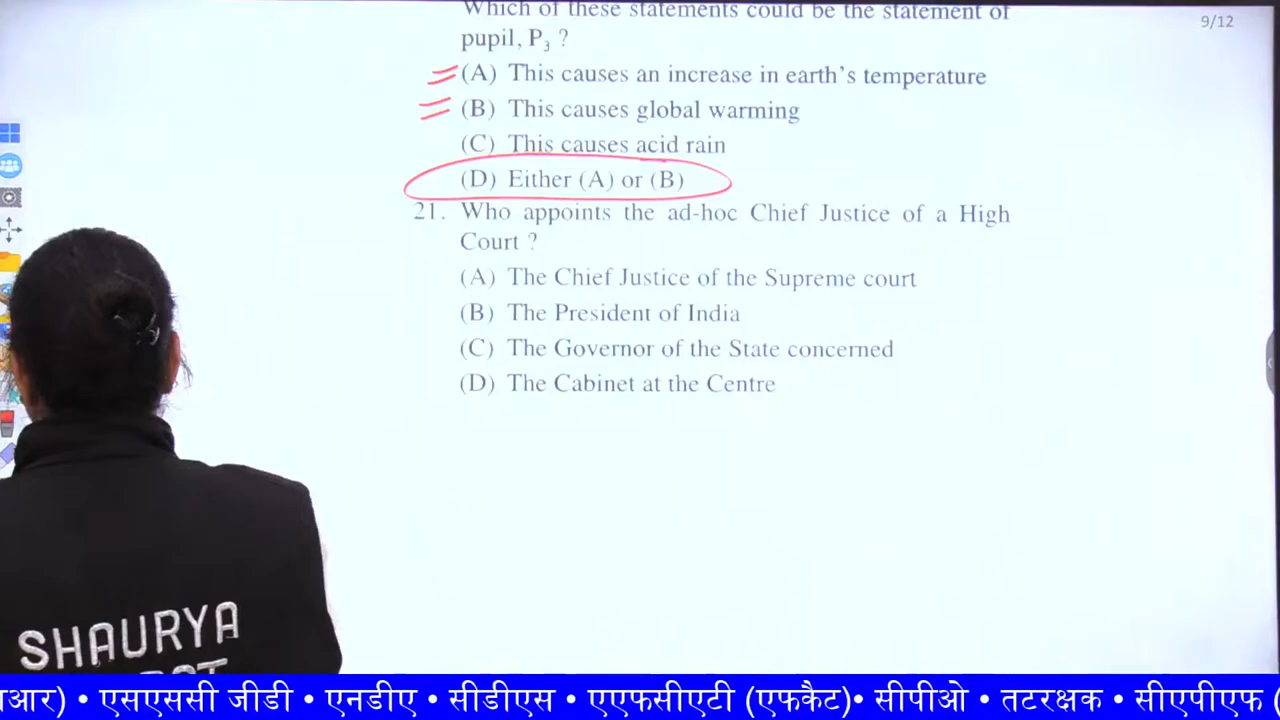 Which of these statements could be the statement of
9/12
pupil, P₃ ?
(A) This causes an increase in earth's temperature
(B) This causes global warming
(C) This causes acid rain
(D) Either (A) or (B)
21. Who appoints the ad-hoc Chief Justice of a High
Court ?
(A) The Chief Justice of the Supreme court
(B) The President of India
(C) The Governor of the State concerned
(D) The Cabinet at the Centre
SHAURYA
• एसएससी जीडी • एनडीए • सीडीएस • एएफसीएटी (एफकैट)• सीपीओ • तटरक्षक • सीएपीएफ (